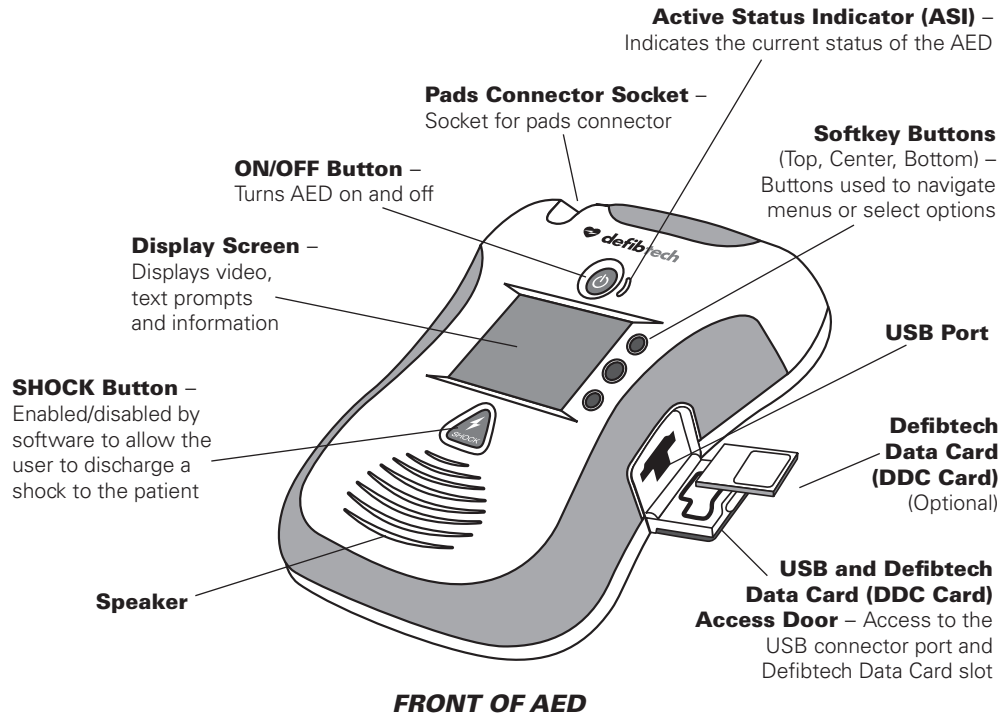 Active Status Indicator (ASI) –
Indicates the current status of the AED
Pads Connector Socket –
Socket for pads connector
Softkey Buttons
(Top, Center, Bottom) –
Buttons used to navigate
menus or select options
ON/OFF Button –
Turns AED on and off
Display Screen –
Displays video,
text prompts
and information
defibtech
USB Port
SHOCK Button –
Enabled/disabled by
software to allow the
user to discharge a
shock to the patient
SHOCK
Defibtech
Data Card
(DDC Card)
(Optional)
Speaker
USB and Defibtech
Data Card (DDC Card)
Access Door – Access to the
USB connector port and
Defibtech Data Card slot
FRONT OF AED